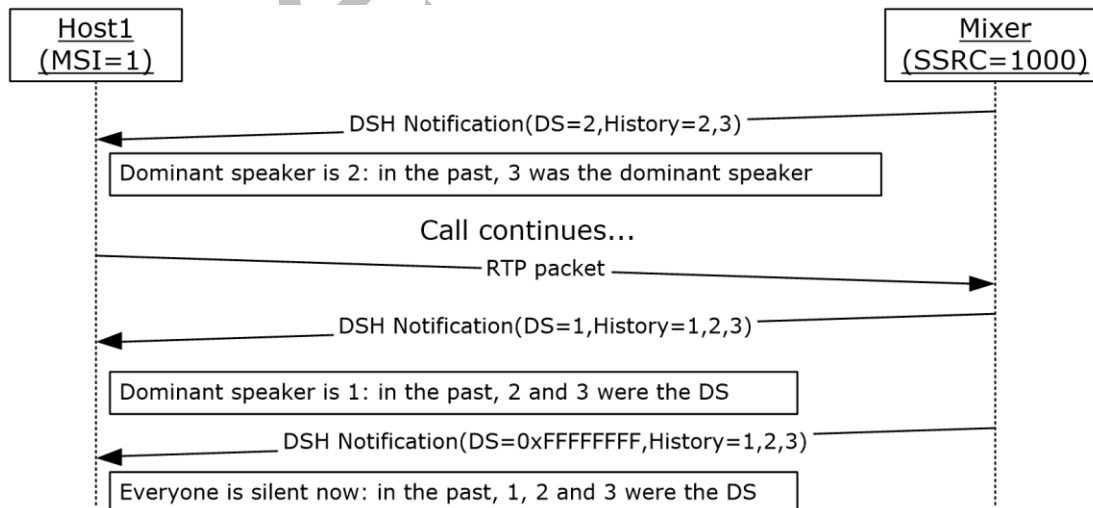 Host1
(MSI=1)
Mixer
(SSRC=1000)
DSH Notification(DS=2,History=2,3)
Dominant speaker is 2: in the past, 3 was the dominant speaker
Call continues...
RTP packet
DSH Notification(DS=1,History=1,2,3)
Dominant speaker is 1: in the past, 2 and 3 were the DS
DSH Notification(DS=0xFFFFFFFF,History=1,2,3)
Everyone is silent now: in the past, 1, 2 and 3 were the DS